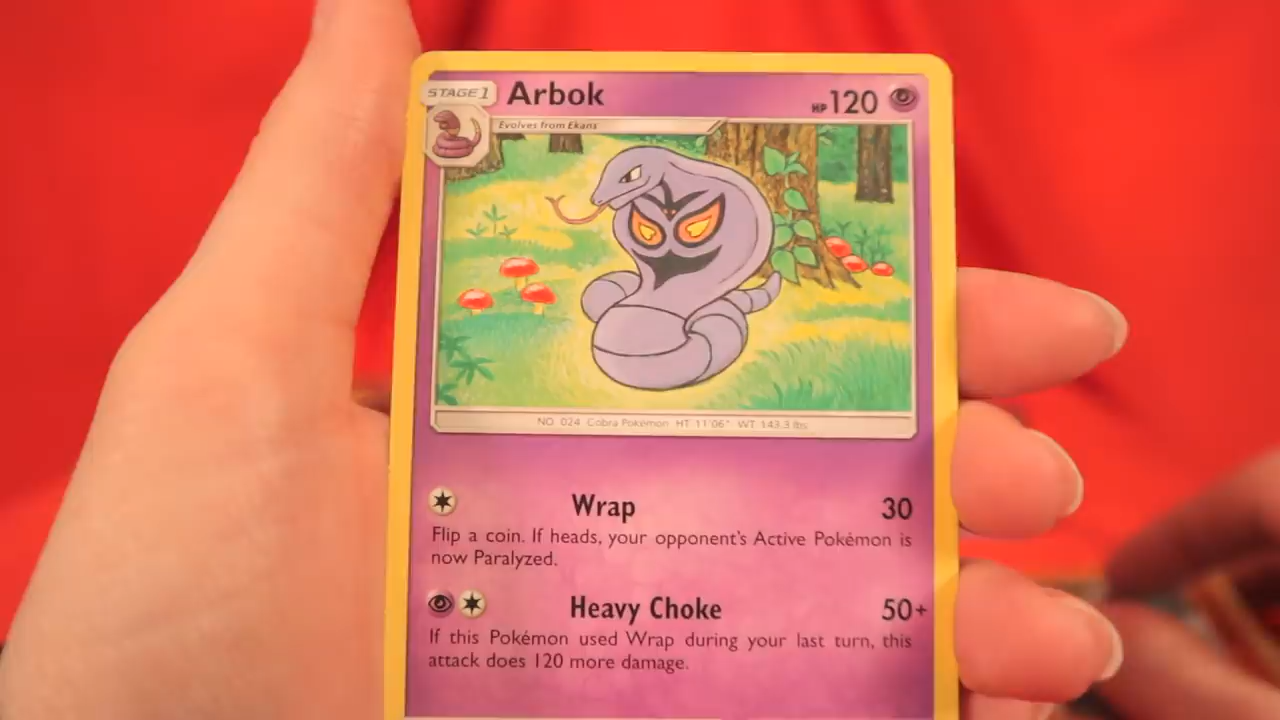 STAGE 1 Arbok HP 120
Evolves from Ekans
NO. 024 Cobra Pokémon HT 11'06" WT 143.3 lbs
Wrap 30
Flip a coin. If heads, your opponent's Active Pokémon is
now Paralyzed.
Heavy Choke 50+
If this Pokémon used Wrap during your last turn, this
attack does 120 more damage.